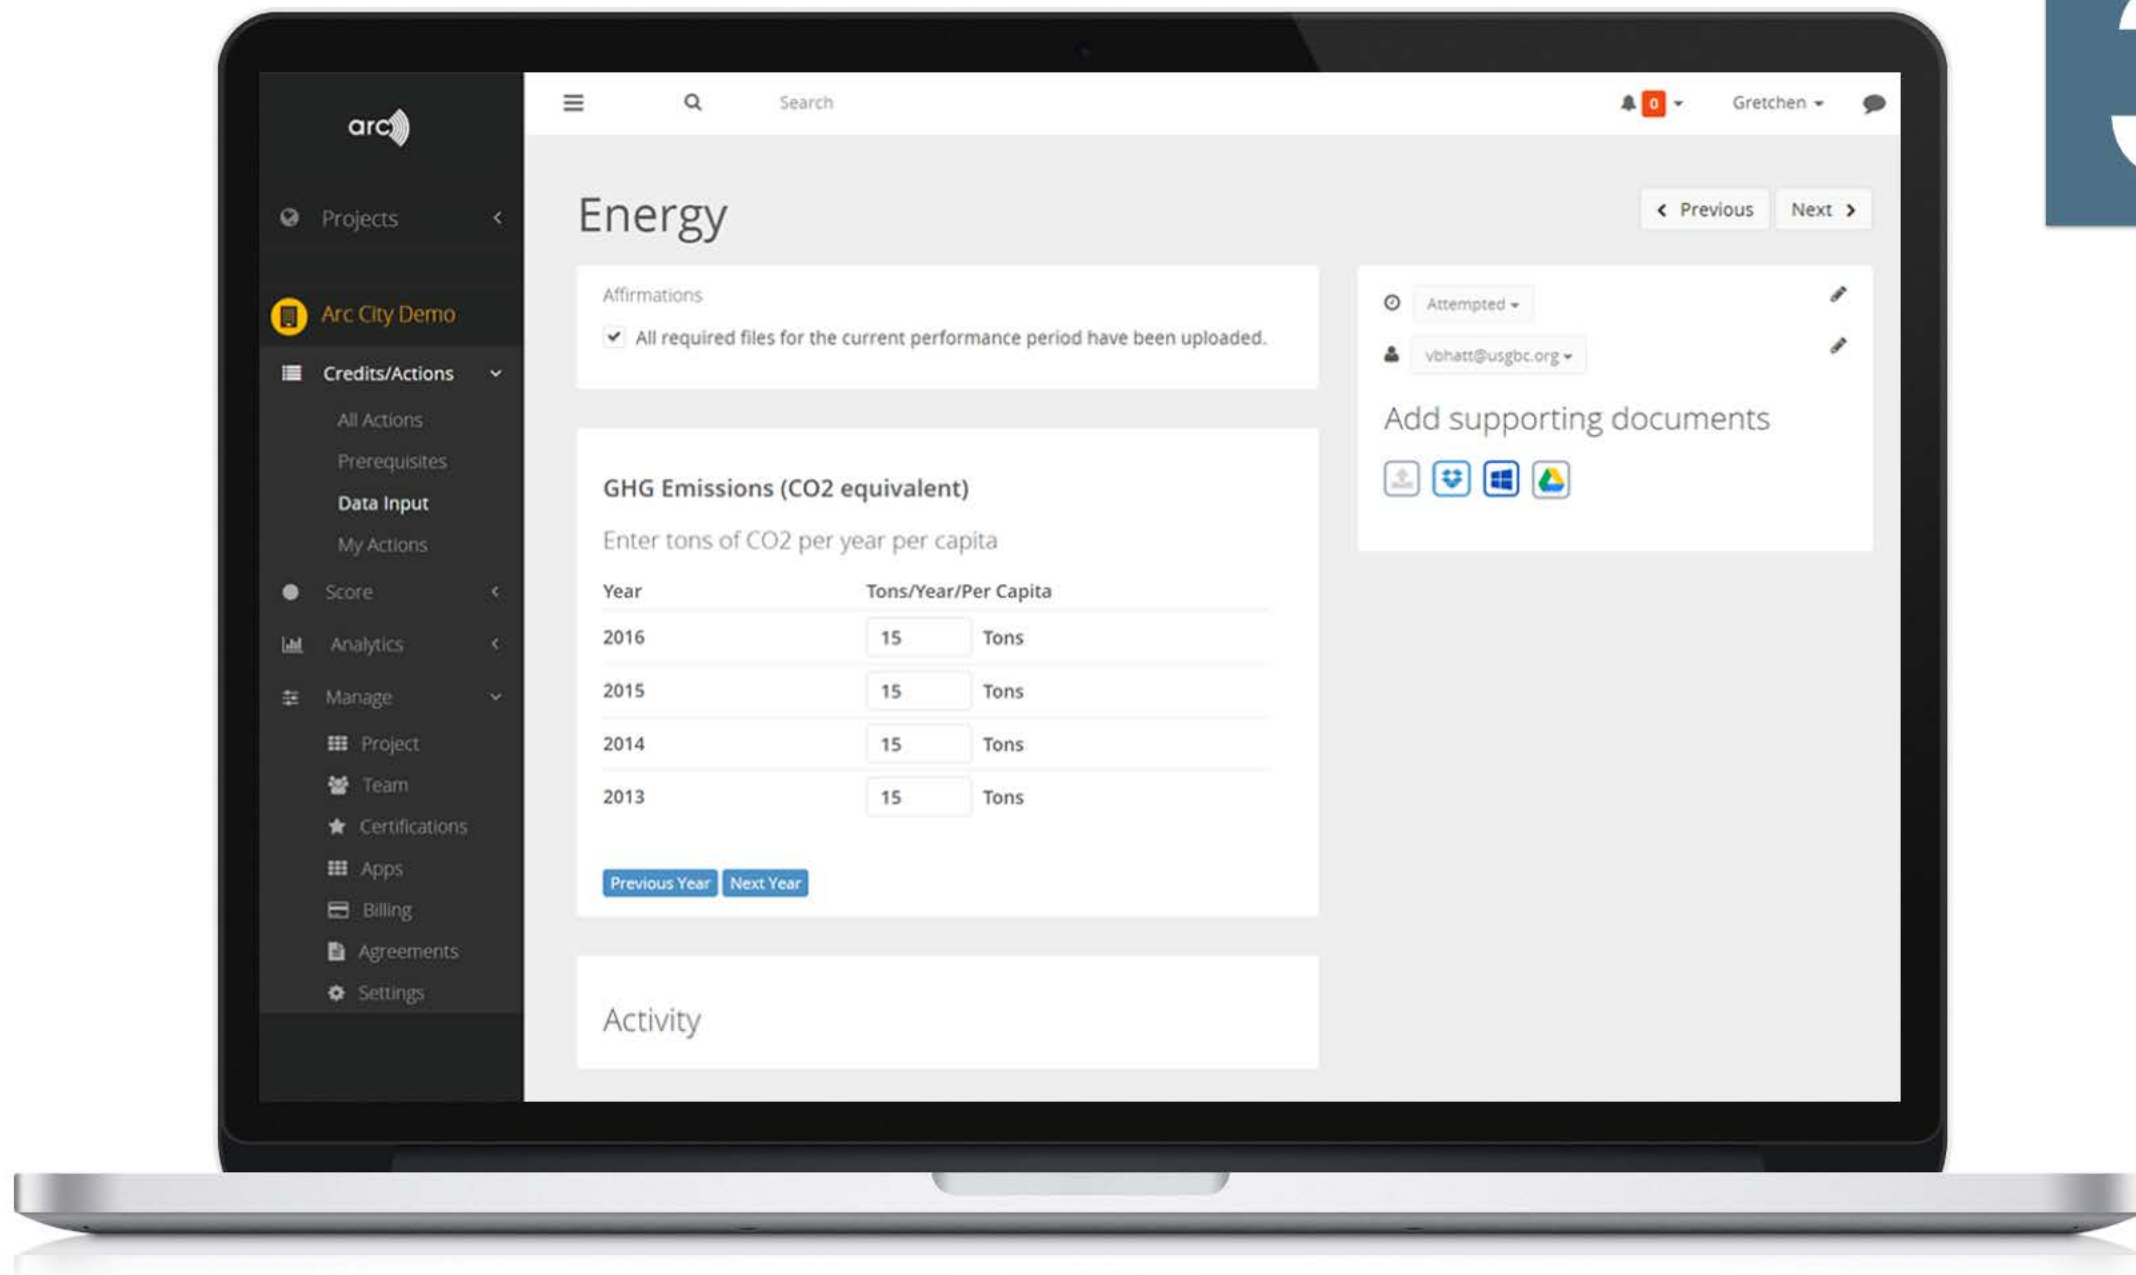 arc
Search
0
Gretchen
Projects
Energy
Previous
Next
Arc City Demo
Credits/Actions
All Actions
Prerequisites
Data Input
My Actions
Score
Analytics
Manage
Project
Team
Certifications
Apps
Billing
Agreements
Settings
Affirmations
All required files for the current performance period have been uploaded.
GHG Emissions (CO2 equivalent)
Enter tons of CO2 per year per capita
Year Tons/Year/Per Capita
2016 15 Tons
2015 15 Tons
2014 15 Tons
2013 15 Tons
Previous Year Next Year
Activity
Attempted
vbhatt@usgbc.org
Add supporting documents